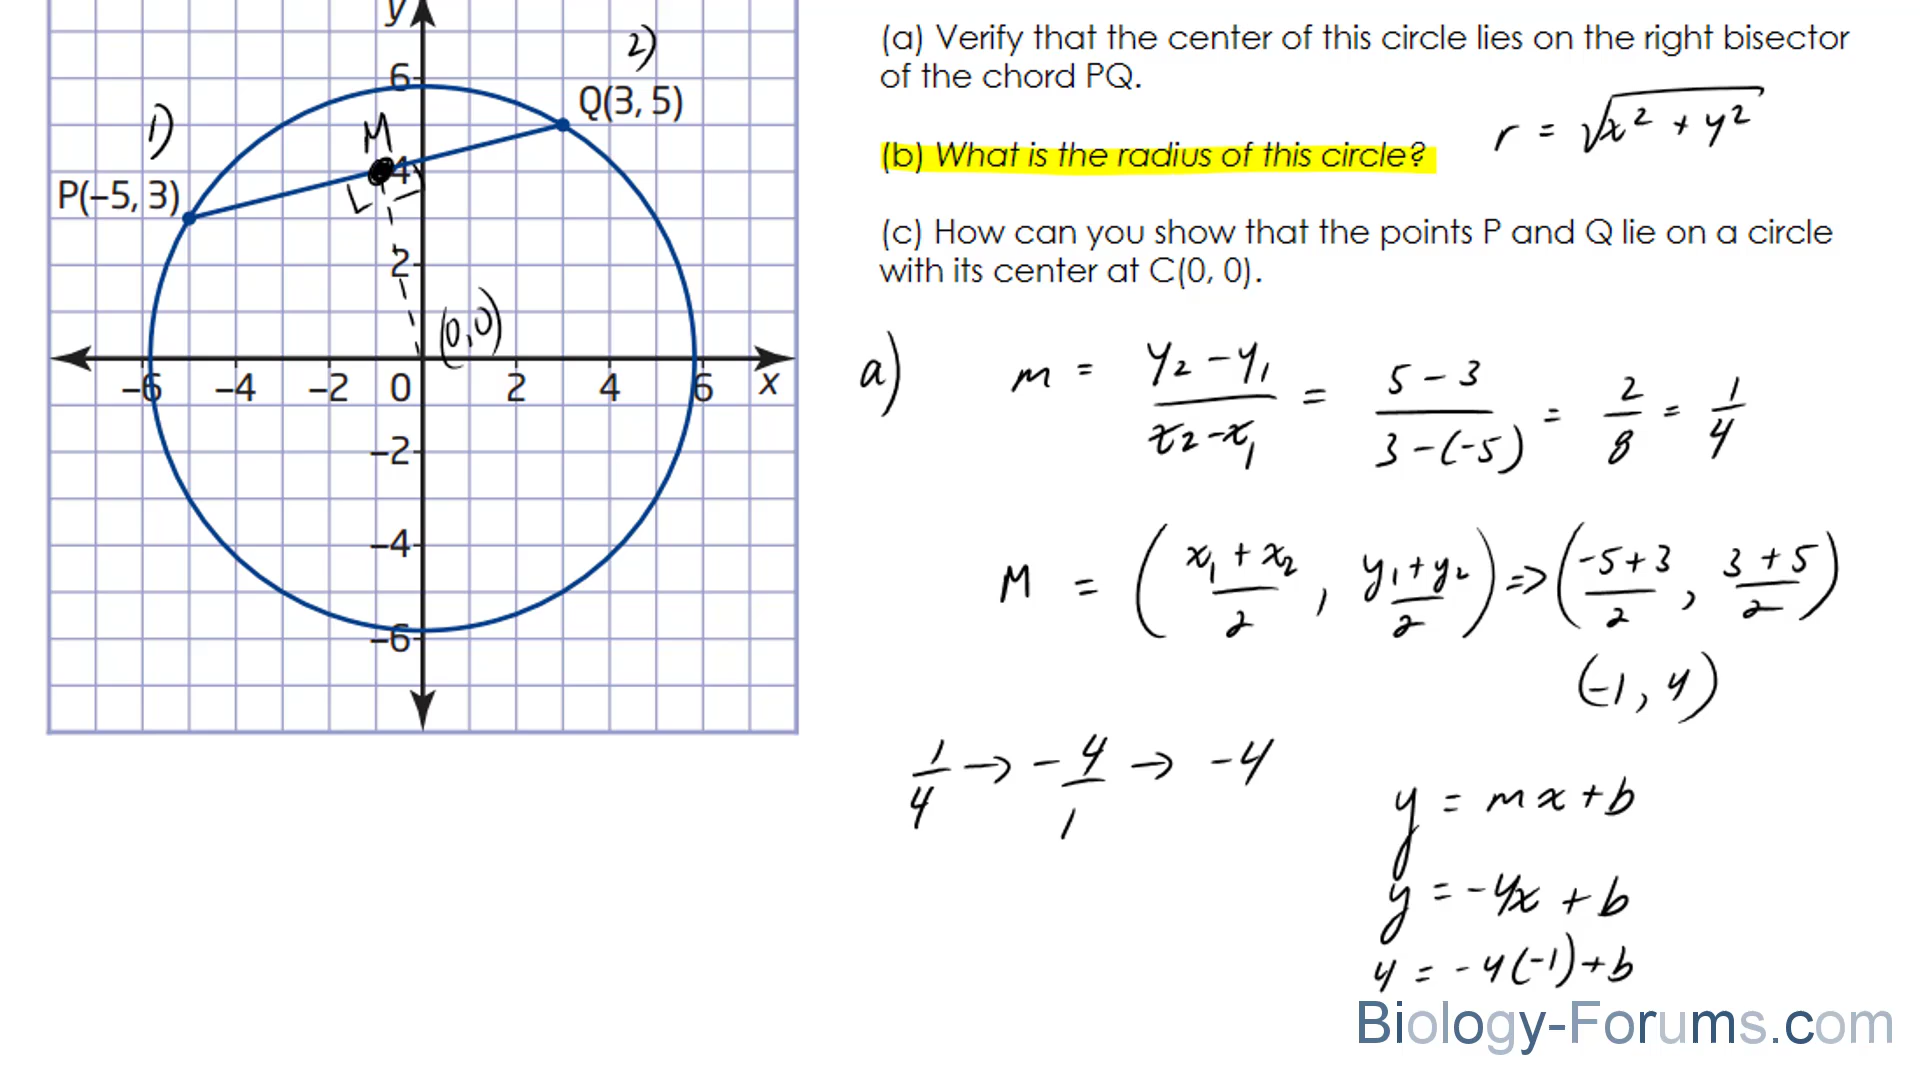 y
2)
6
Q(3, 5)
1)
M
4
P(–5, 3)
2
(0,0)
–6 –4 –2 0 2 4 6 x
–2
–4
–6
(a) Verify that the center of this circle lies on the right bisector
of the chord PQ.
r = √x² + y²
(b) What is the radius of this circle?
(c) How can you show that the points P and Q lie on a circle
with its center at C(0, 0).
a) m = y₂ - y₁ / x₂ - x₁ = 5 - 3 / 3 - (-5) = 2/8 = 1/4
M = (x₁ + x₂ / 2, y₁ + y₂ / 2) => (-5 + 3 / 2, 3 + 5 / 2)
(-1, 4)
1/4 → -4/1 → -4
y = mx + b
y = -4x + b
4 = -4(-1) + b
Biology-Forums.com